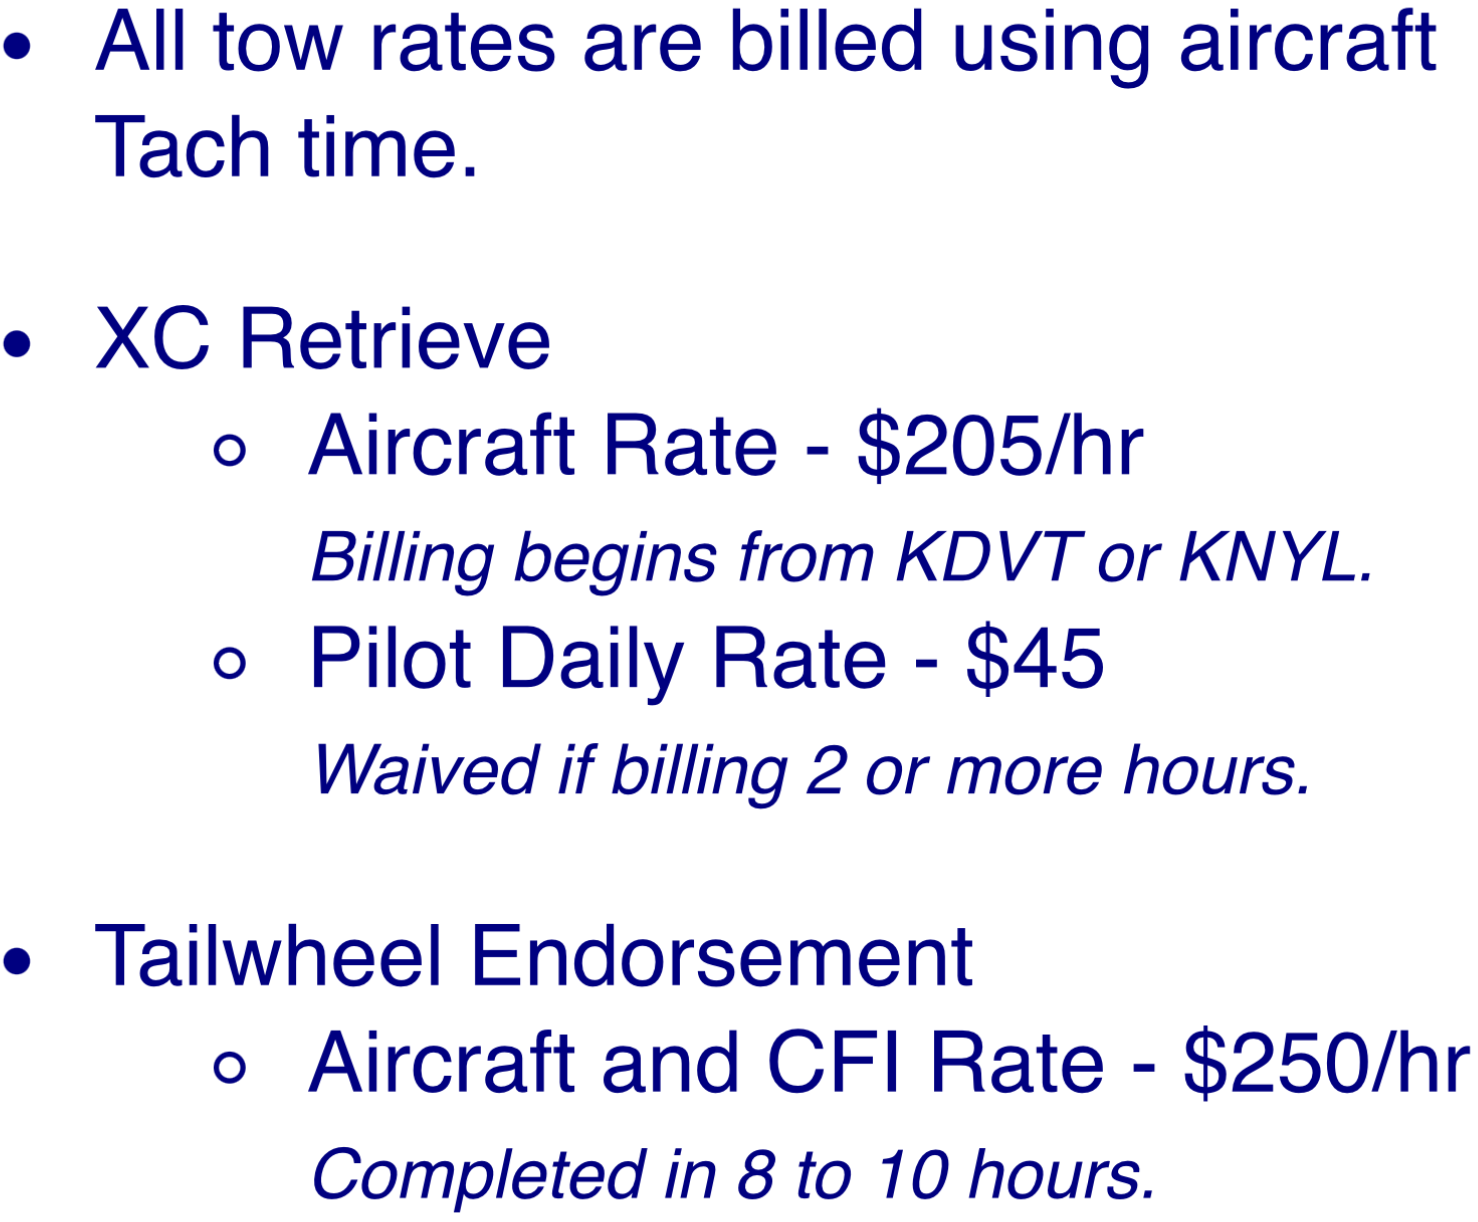 • All tow rates are billed using aircraft
Tach time.
• XC Retrieve
◦ Aircraft Rate - $205/hr
Billing begins from KDVT or KNYL.
◦ Pilot Daily Rate - $45
Waived if billing 2 or more hours.
• Tailwheel Endorsement
◦ Aircraft and CFI Rate - $250/hr
Completed in 8 to 10 hours.